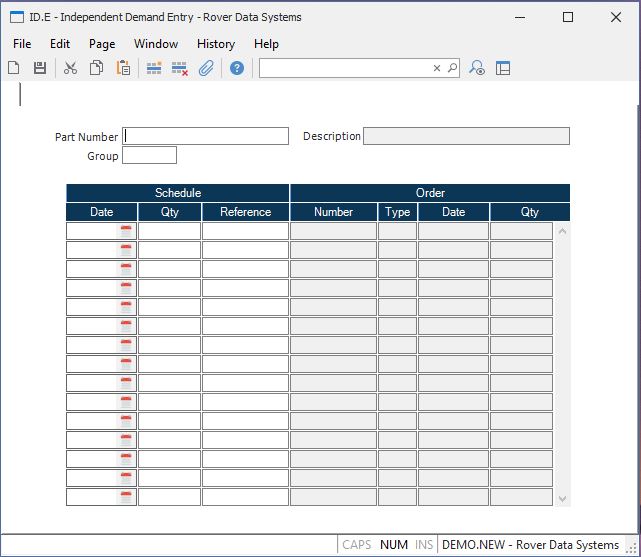 ID.E - Independent Demand Entry - Rover Data Systems
File Edit Page Window History Help
Part Number Description
Group
Schedule Order
Date Qty Reference Number Type Date Qty
CAPS NUM INS DEMO.NEW - Rover Data Systems